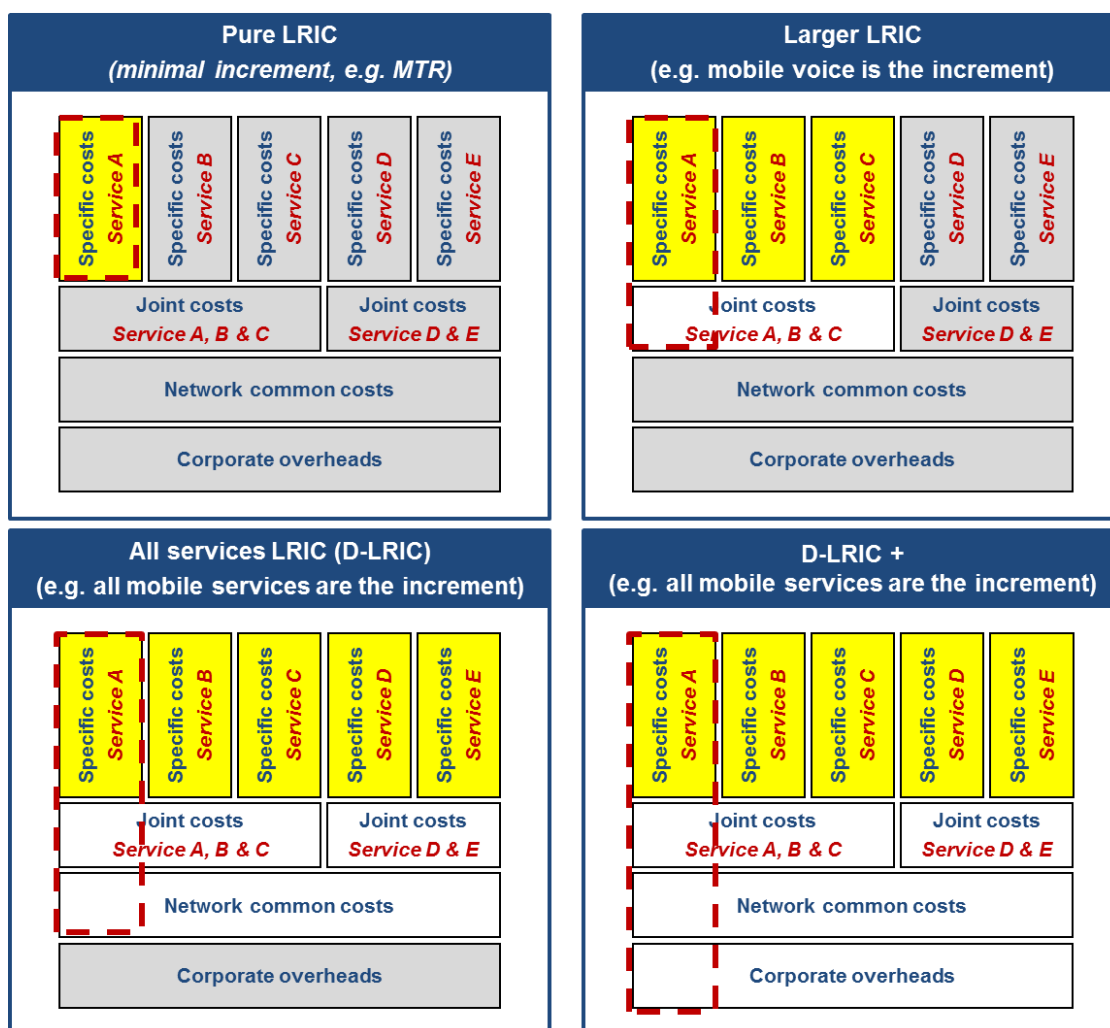 Pure LRIC
(minimal increment, e.g. MTR)
Specific costs
Service A
Specific costs
Service B
Specific costs
Service C
Specific costs
Service D
Specific costs
Service E
Joint costs
Service A, B & C
Joint costs
Service D & E
Network common costs
Corporate overheads
Larger LRIC
(e.g. mobile voice is the increment)
Specific costs
Service A
Specific costs
Service B
Specific costs
Service C
Specific costs
Service D
Specific costs
Service E
Joint costs
Service A, B & C
Joint costs
Service D & E
Network common costs
Corporate overheads
All services LRIC (D-LRIC)
(e.g. all mobile services are the increment)
Specific costs
Service A
Specific costs
Service B
Specific costs
Service C
Specific costs
Service D
Specific costs
Service E
Joint costs
Service A, B & C
Joint costs
Service D & E
Network common costs
Corporate overheads
D-LRIC +
(e.g. all mobile services are the increment)
Specific costs
Service A
Specific costs
Service B
Specific costs
Service C
Specific costs
Service D
Specific costs
Service E
Joint costs
Service A, B & C
Joint costs
Service D & E
Network common costs
Corporate overheads